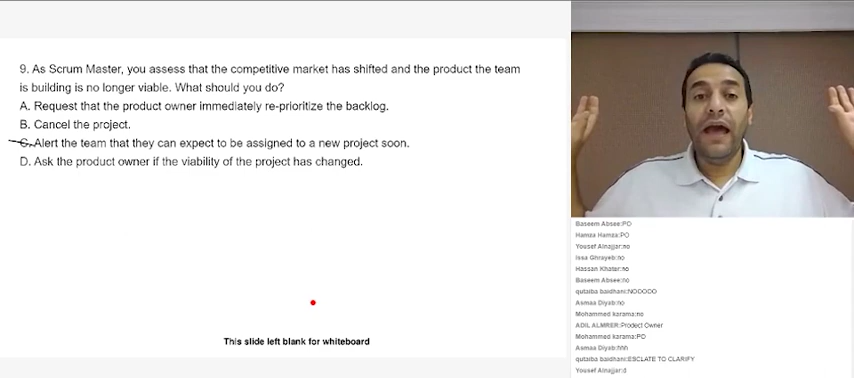 9. As Scrum Master, you assess that the competitive market has shifted and the product the team
is building is no longer viable. What should you do?
A. Request that the product owner immediately re-prioritize the backlog.
B. Cancel the project.
C. Alert the team that they can expect to be assigned to a new project soon.
D. Ask the product owner if the viability of the project has changed.
This slide left blank for whiteboard
Baseem Absee:PO
Hamza Hamza:PO
Yousef Alnajjar:no
Issa Ghrayeb:no
Hassan Khater:no
Baseem Absee:no
qutaiba baidhani:NOOOOO
Asmaa Diyab:no
Mohammed karama:no
ADIL ALMRER:Prodect Owner
Mohammed karama:PO
Asmaa Diyab:hhh
qutaiba baidhani:ESCLATE TO CLARIFY
Yousef Alnajjar:d